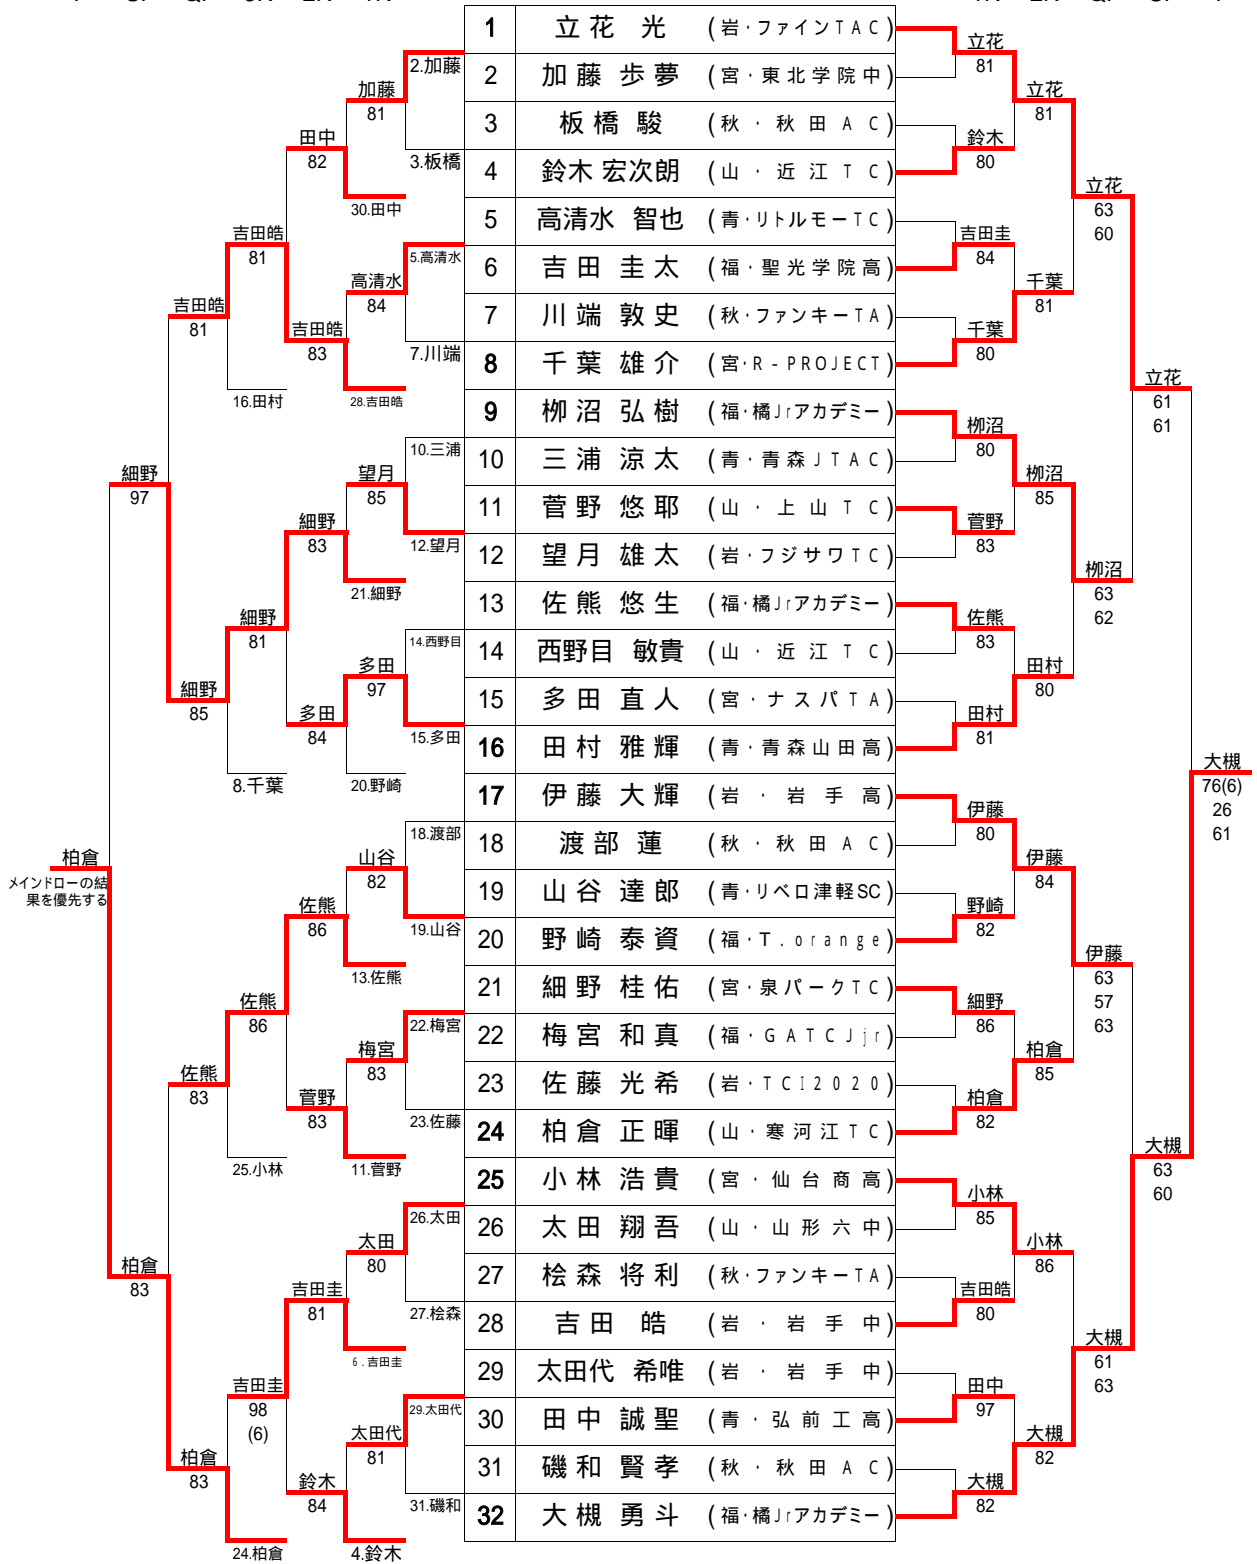 1 立花 光 (岩・ファインTAC)
2 加藤 歩夢 (宮・東北学院中)
3 板橋 駿 (秋・秋田AC)
4 鈴木 宏次朗 (山・近江TC)
5 高清水 智也 (青・リトルモーTC)
6 吉田 圭太 (福・聖光学院高)
7 川端 敦史 (秋・ファンキーTA)
8 千葉 雄介 (宮・R-PROJECT)
9 栁沼 弘樹 (福・橘Jrアカデミー)
10 三浦 涼太 (青・青森JTAC)
11 菅野 悠耶 (山・上山TC)
12 望月 雄太 (岩・フジサワTC)
13 佐熊 悠生 (福・橘Jrアカデミー)
14 西野目 敏貴 (山・近江TC)
15 多田 直人 (宮・ナスパTA)
16 田村 雅輝 (青・青森山田高)
17 伊藤 大輝 (岩・岩手高)
18 渡部 蓮 (秋・秋田AC)
19 山谷 達郎 (青・リベロ津軽SC)
20 野崎 泰資 (福・T.orange)
21 細野 桂佑 (宮・泉パークTC)
22 梅宮 和真 (福・GATCJjr)
23 佐藤 光希 (岩・TCI2020)
24 柏倉 正暉 (山・寒河江TC)
25 小林 浩貴 (宮・仙台商高)
26 太田 翔吾 (山・山形六中)
27 桧森 将利 (秋・ファンキーTA)
28 吉田 皓 (岩・岩手中)
29 太田代 希唯 (岩・岩手中)
30 田中 誠聖 (青・弘前工高)
31 磯和 賢孝 (秋・秋田AC)
32 大槻 勇斗 (福・橘Jrアカデミー)
立花
81
鈴木
80
吉田圭
84
千葉
80
栁沼
80
菅野
83
佐熊
83
田村
81
伊藤
80
野崎
82
細野
86
柏倉
82
小林
85
吉田皓
80
田中
97
大槻
82
立花
81
千葉
81
栁沼
85
田村
80
伊藤
84
柏倉
85
小林
86
大槻
82
立花
63
60
栁沼
63
62
伊藤
63
57
63
大槻
61
63
立花
61
61
大槻
63
60
大槻
76(6)
26
61
2.加藤
3.板橋
5.高清水
7.川端
10.三浦
12.望月
14.西野目
15.多田
18.渡部
19.山谷
22.梅宮
23.佐藤
26.太田
27.桧森
29.太田代
31.磯和
加藤
81
30.田中
高清水
84
28.吉田皓
望月
85
21.細野
多田
97
20.野崎
山谷
82
13.佐熊
梅宮
83
11.菅野
太田
80
6.吉田圭
太田代
81
4.鈴木
田中
82
吉田皓
83
細野
83
多田
84
佐熊
86
菅野
83
吉田圭
81
鈴木
84
吉田皓
81
16.田村
細野
81
8.千葉
佐熊
86
25.小林
吉田圭
98
(6)
24.柏倉
吉田皓
81
細野
85
佐熊
83
柏倉
83
細野
97
柏倉
83
柏倉
メインドローの結
果を優先する